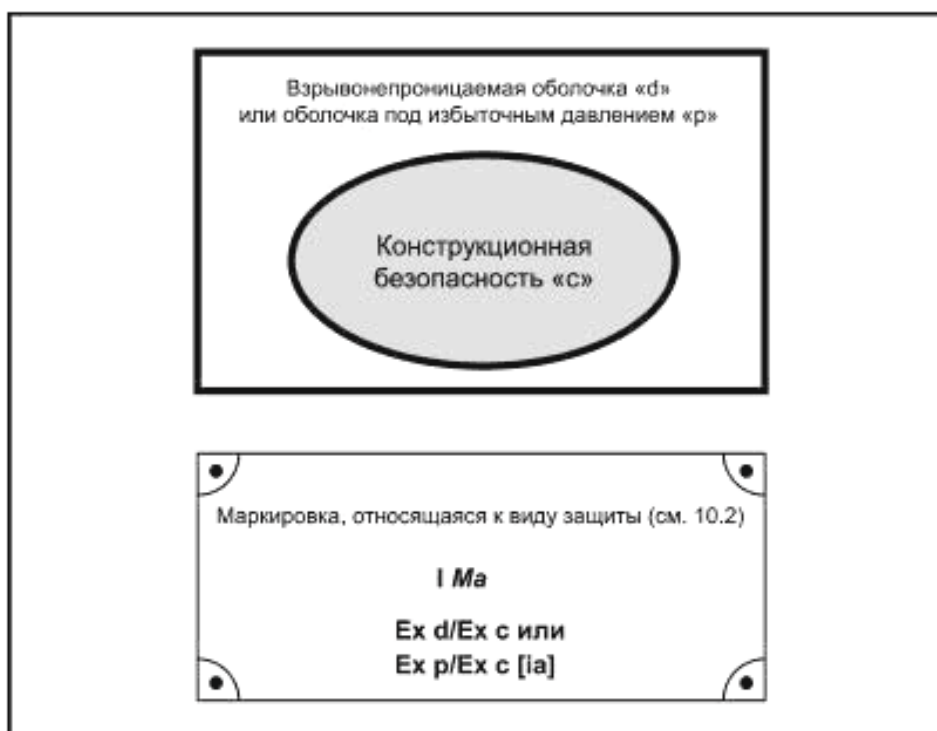 Взрывонепроницаемая оболочка «d»
или оболочка под избыточным давлением «р»
Конструкционная
безопасность «с»
Маркировка, относящаяся к виду защиты (см. 10.2)
I Ma
Ex d/Ex c или
Ex p/Ex c [ia]